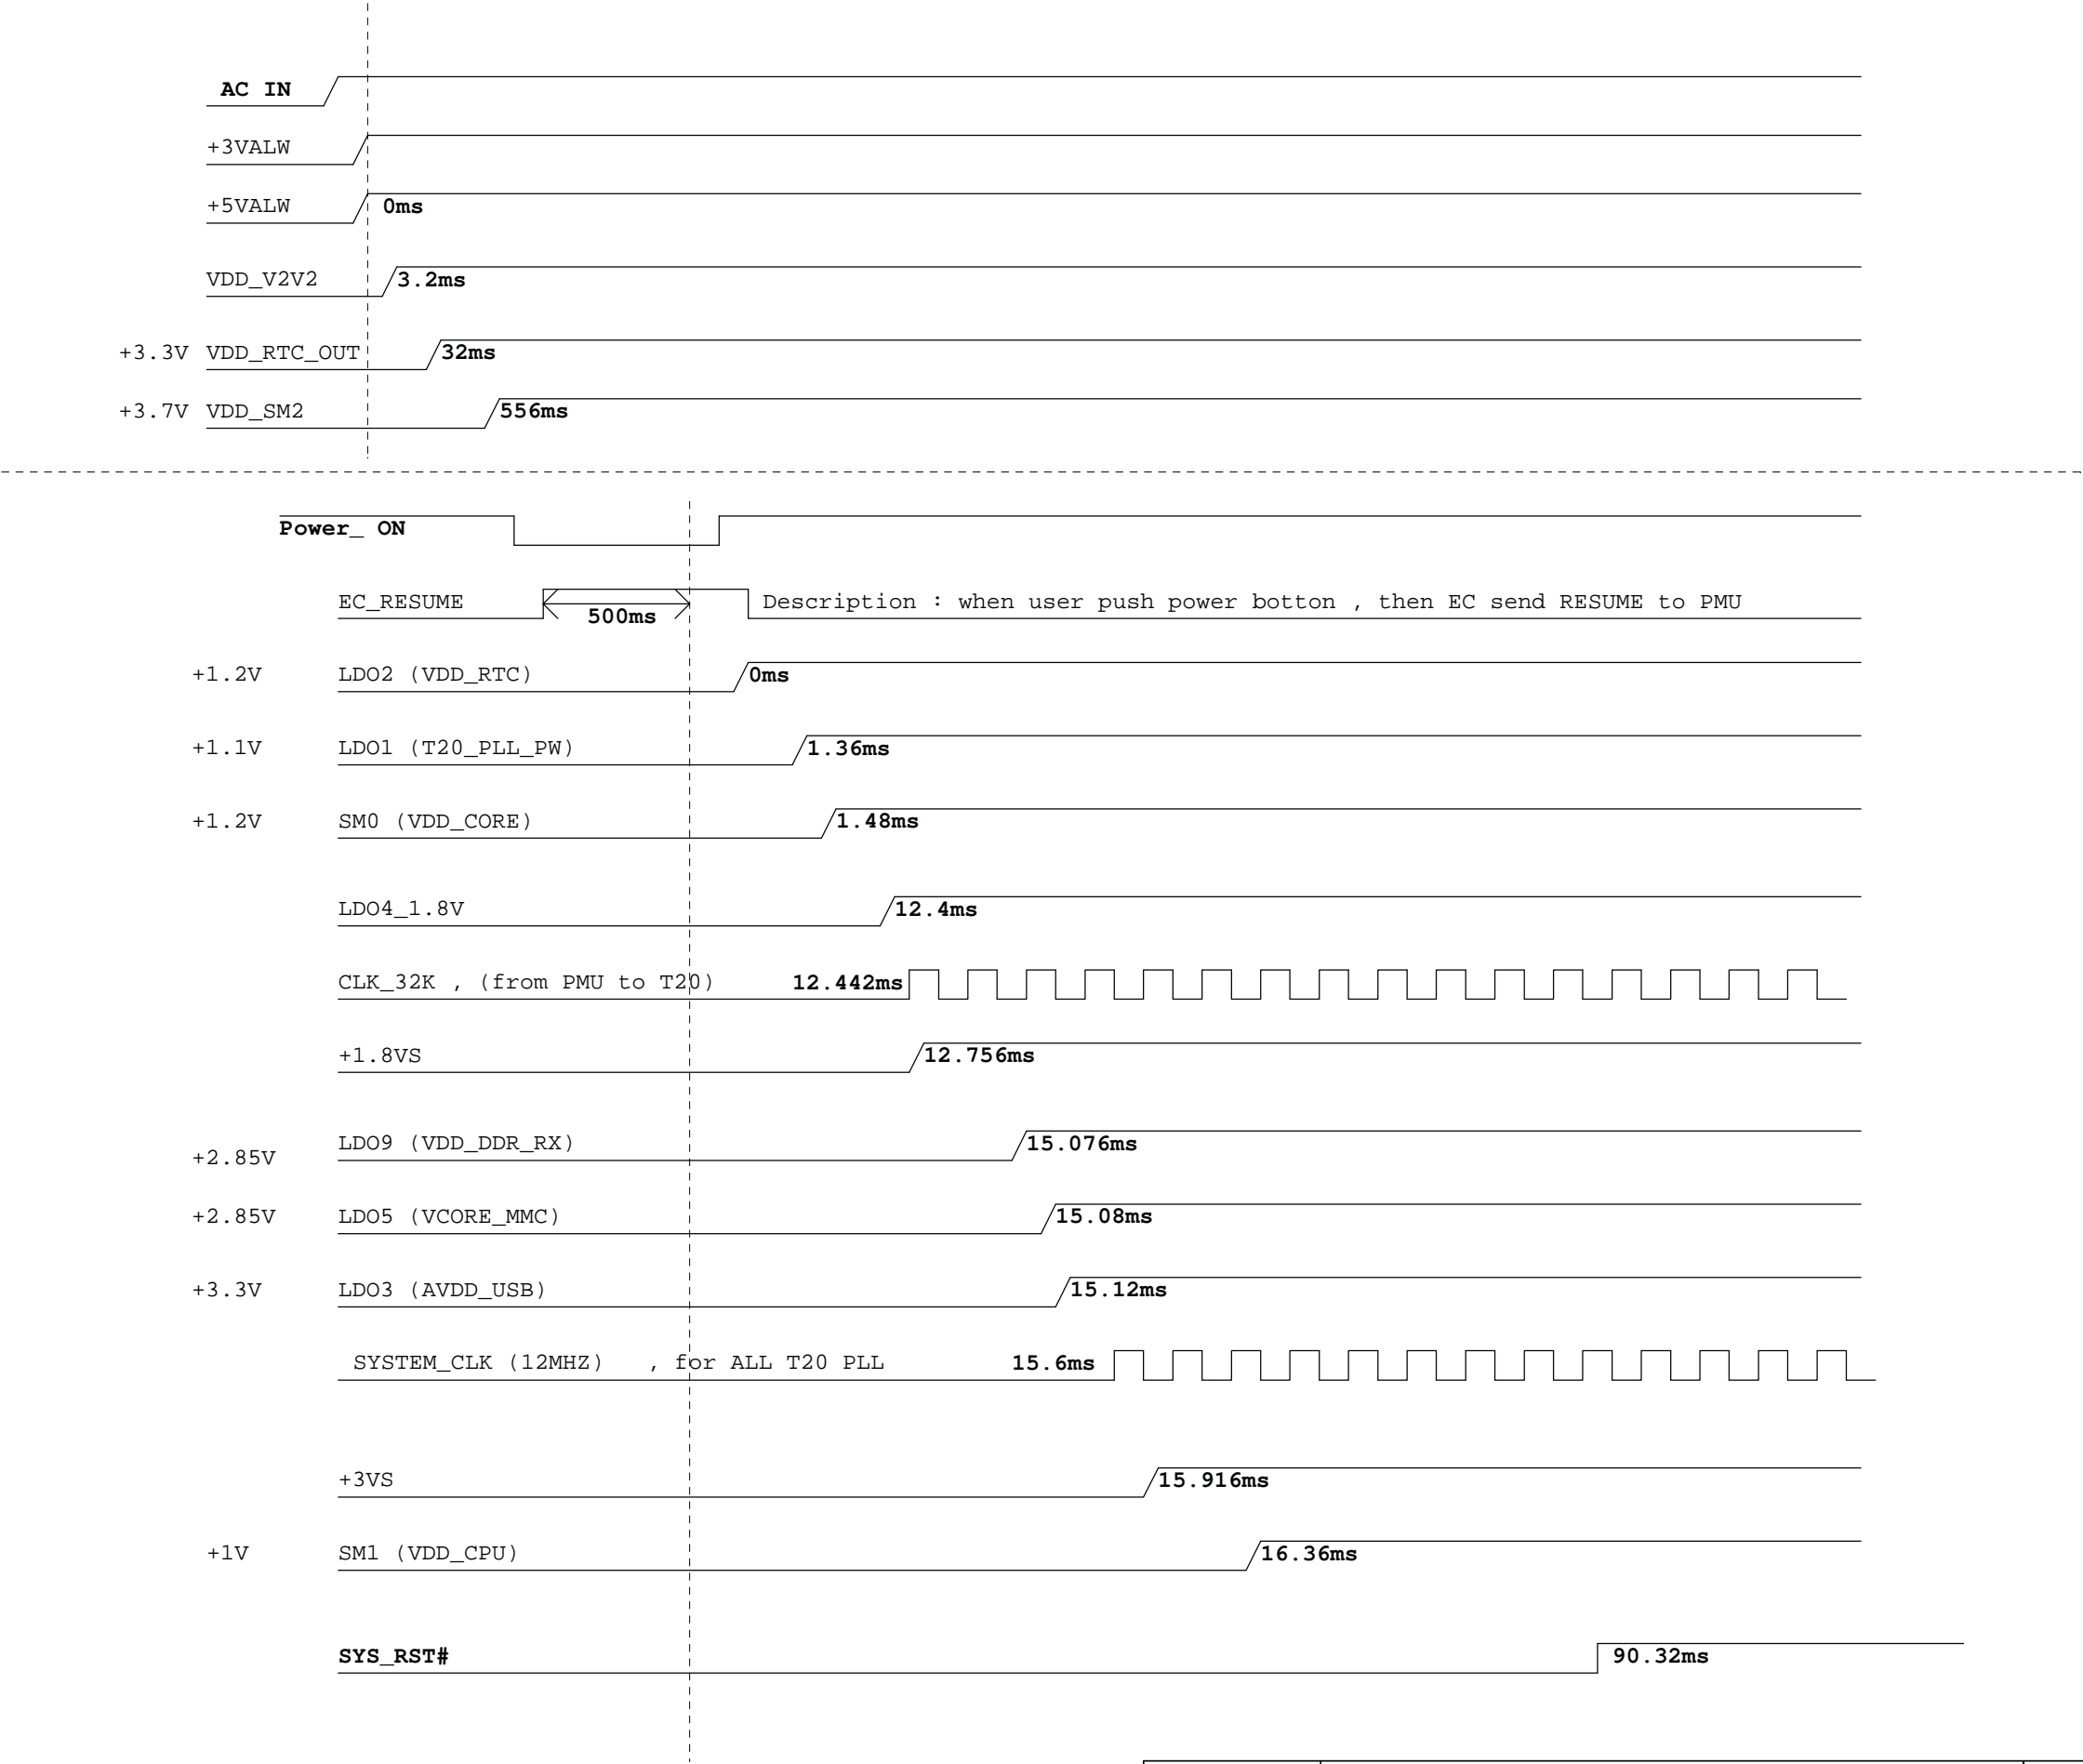 AC IN
+3VALW
+5VALW 0ms
VDD_V2V2 3.2ms
+3.3V VDD_RTC_OUT 32ms
+3.7V VDD_SM2 556ms
Power_ ON
EC_RESUME 500ms Description : when user push power botton , then EC send RESUME to PMU
+1.2V LDO2 (VDD_RTC) 0ms
+1.1V LDO1 (T20_PLL_PW) 1.36ms
+1.2V SM0 (VDD_CORE) 1.48ms
LDO4_1.8V 12.4ms
CLK_32K , (from PMU to T20) 12.442ms
+1.8VS 12.756ms
+2.85V LDO9 (VDD_DDR_RX) 15.076ms
+2.85V LDO5 (VCORE_MMC) 15.08ms
+3.3V LDO3 (AVDD_USB) 15.12ms
SYSTEM_CLK (12MHZ) , for ALL T20 PLL 15.6ms
+3VS 15.916ms
+1V SM1 (VDD_CPU) 16.36ms
SYS_RST# 90.32ms